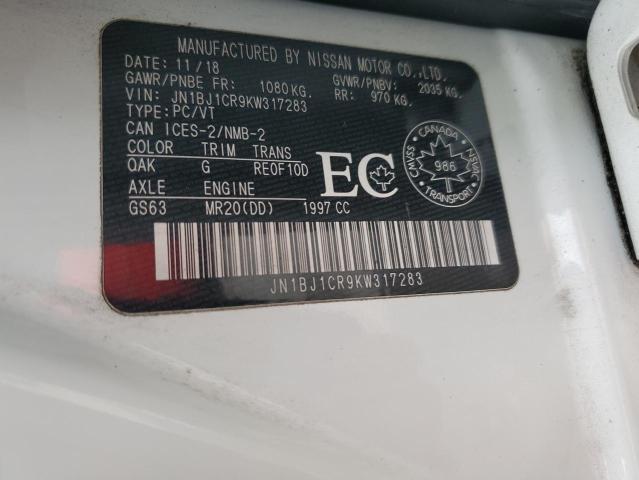 MANUFACTURED BY NISSAN MOTOR CO.,LTD.
DATE: 11/18
GAWR/PNBE FR: 1080 KG. GVWR/PNBV: 2035 KG.
VIN: JN1BJ1CR9KW317283 RR: 970 KG.
TYPE: PC/VT
CAN ICES-2/NMB-2
COLOR TRIM TRANS
QAK G RE0F10D
AXLE ENGINE
GS63 MR20(DD) 1997 CC
EC
CANADA
CMVSS 986 NSVAC
TRANSPORT
JN1BJ1CR9KW317283